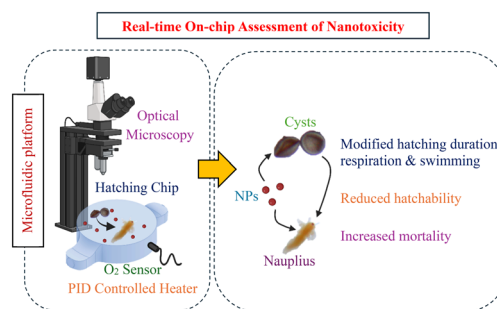 Real-time On-chip Assessment of Nanotoxicity
Microfluidic platform
Optical
Microscopy
Hatching Chip
O₂ Sensor
PID Controlled Heater
Cysts
NPs
Nauplius
Modified hatching duration
respiration & swimming
Reduced hatchability
Increased mortality